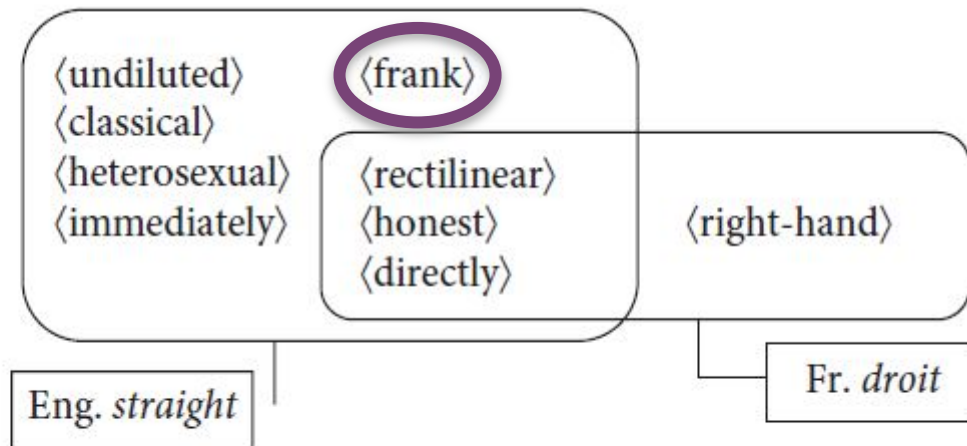 ⟨undiluted⟩ ⟨frank⟩
⟨classical⟩
⟨heterosexual⟩ ⟨rectilinear⟩
⟨immediately⟩ ⟨honest⟩ ⟨right-hand⟩
⟨directly⟩
Eng. straight
Fr. droit